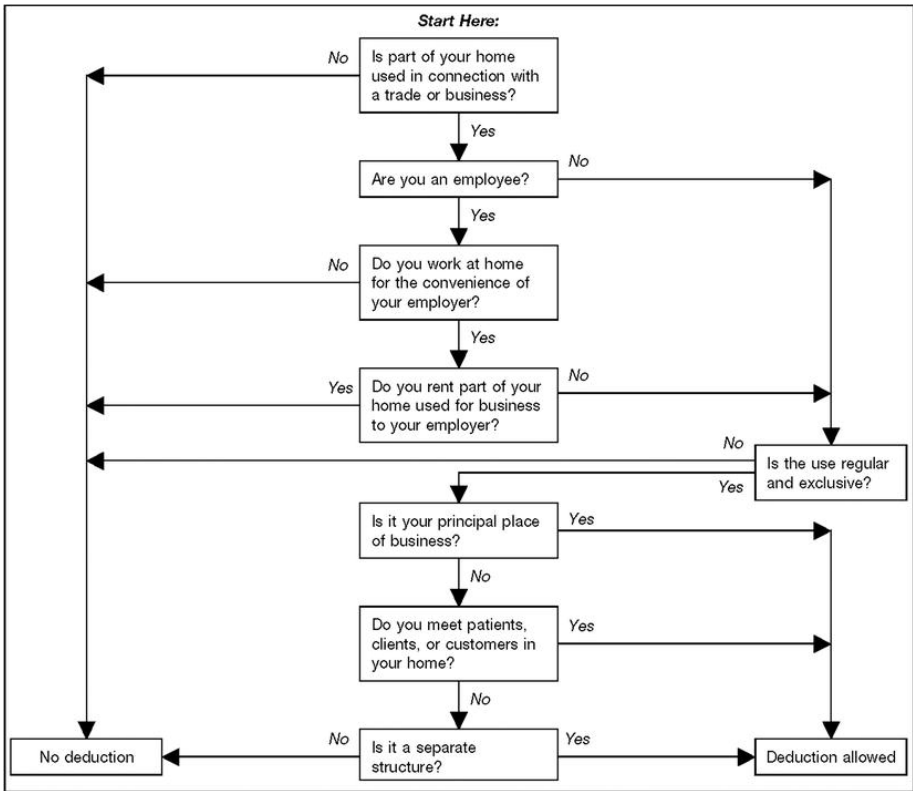 Start Here:
Is part of your home
used in connection with
a trade or business?
No
Yes
Are you an employee?
No
Yes
Do you work at home
for the convenience of
your employer?
No
Yes
Do you rent part of your
home used for business
to your employer?
Yes
No
Is the use regular
and exclusive?
No
Yes
Is it your principal place
of business?
Yes
No
Do you meet patients,
clients, or customers in
your home?
Yes
No
Is it a separate
structure?
No
Yes
No deduction
Deduction allowed